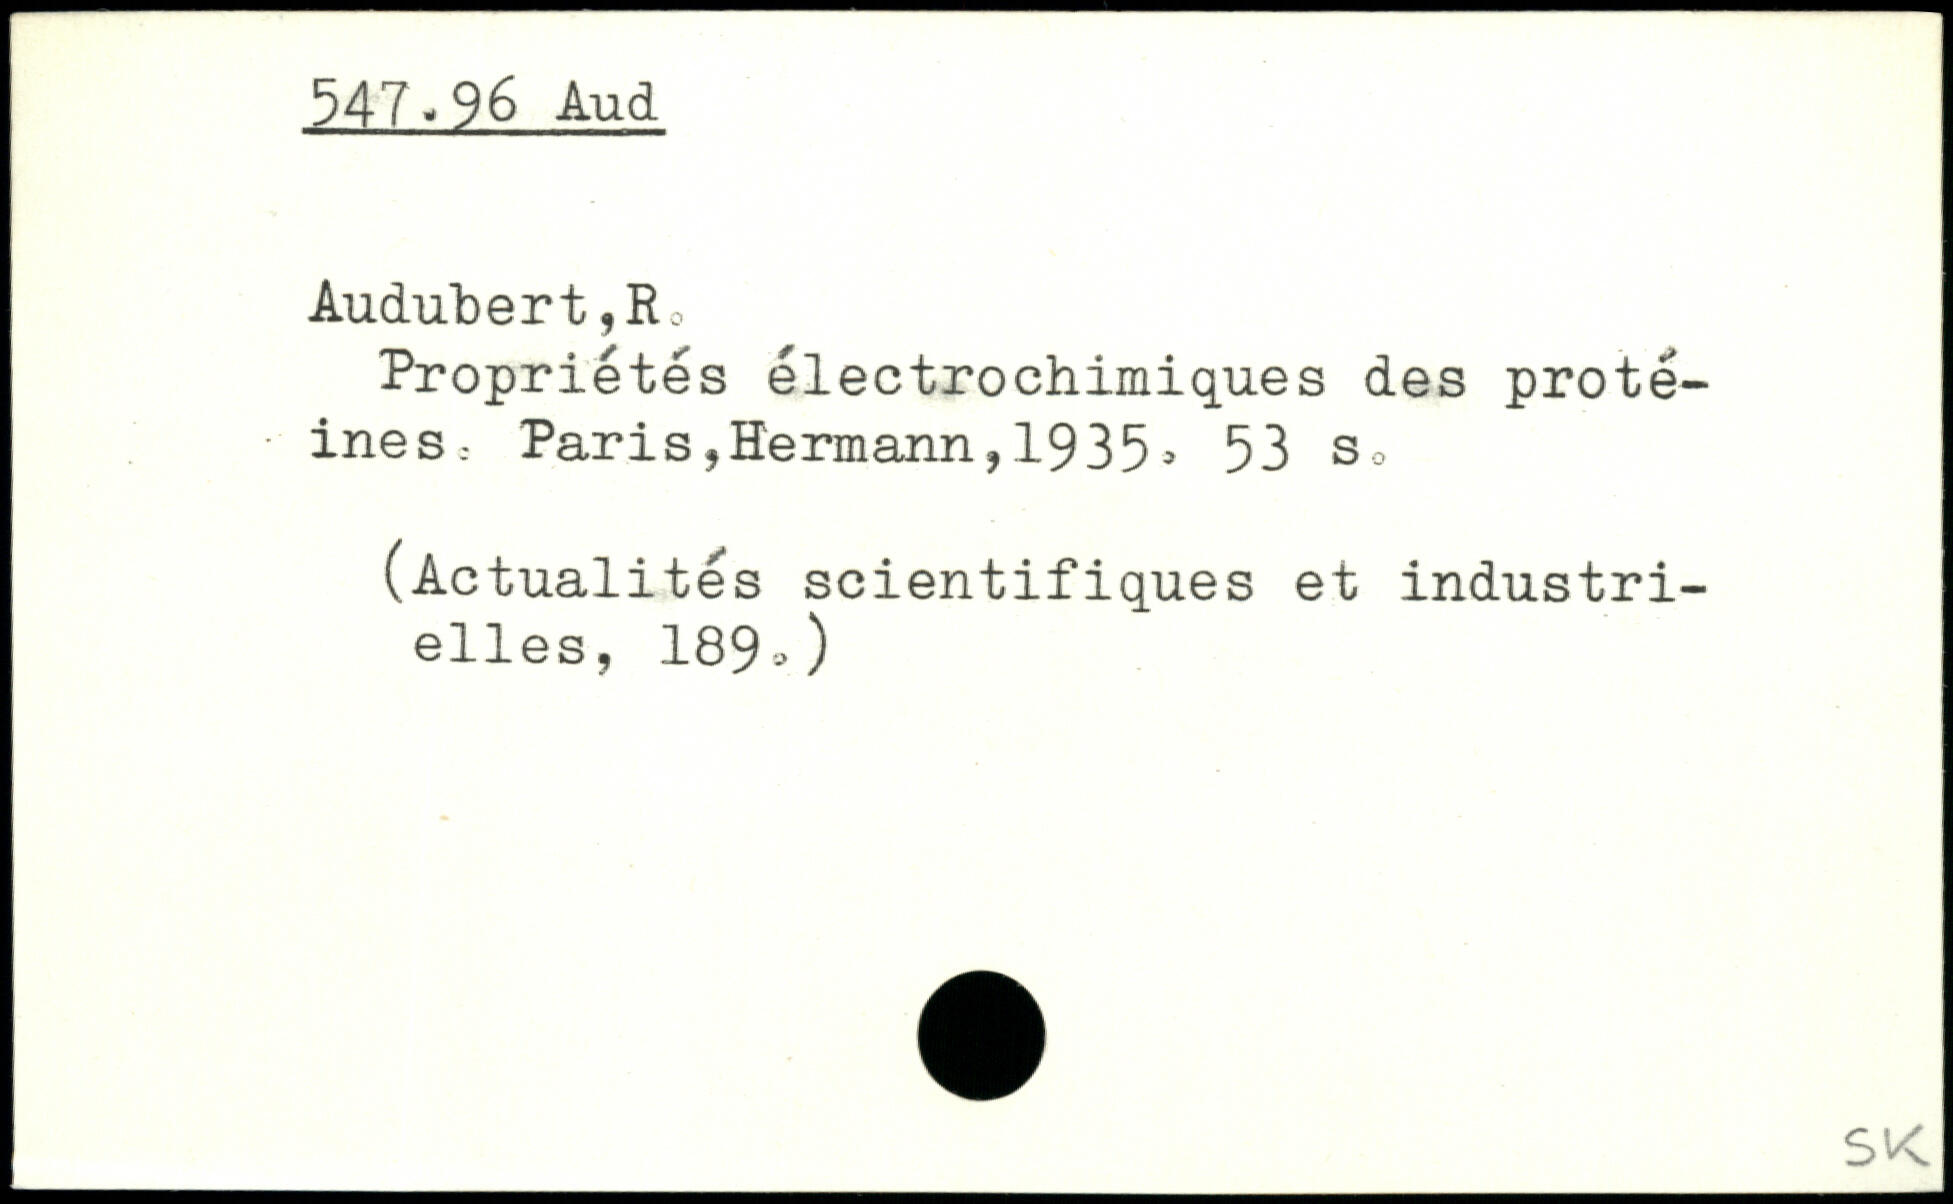 547.96 Aud
Audubert,R.
Propriétés électrochimiques des proté-
ines. Paris,Hermann,1935. 53 s.
(Actualités scientifiques et industri-
elles, 189.)
SK